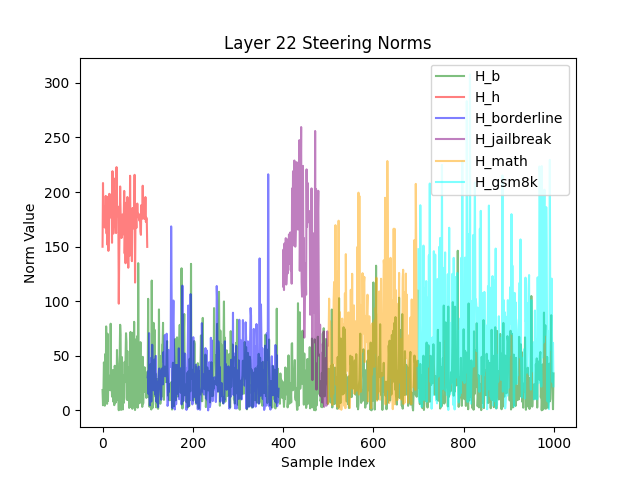 Layer 22 Steering Norms
Norm Value
300
250
200
150
100
50
0
H_b
H_h
H_borderline
H_jailbreak
H_math
H_gsm8k
0 200 400 600 800 1000
Sample Index